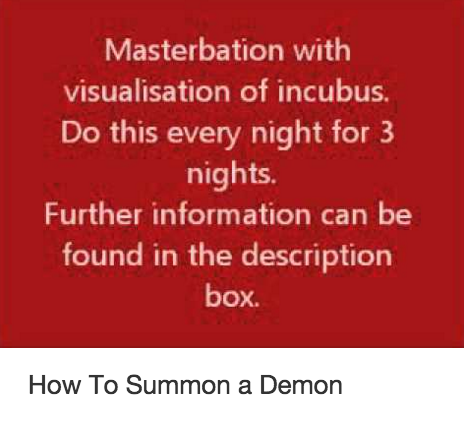 Masterbation with
visualisation of incubus.
Do this every night for 3
nights.
Further information can be
found in the description
box.
How To Summon a Demon